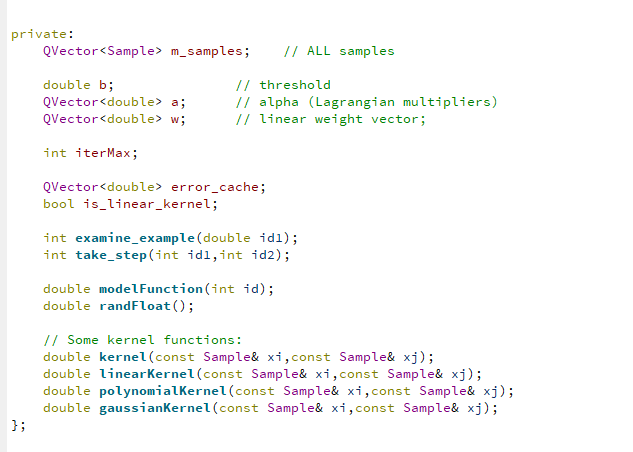 private:
    QVector<Sample> m_samples;    // ALL samples
    double b;               // threshold
    QVector<double> a;      // alpha (Lagrangian multipliers)
    QVector<double> w;      // linear weight vector;
    int iterMax;
    QVector<double> error_cache;
    bool is_linear_kernel;
    int examine_example(double id1);
    int take_step(int id1,int id2);
    double modelFunction(int id);
    double randFloat();
    // Some kernel functions:
    double kernel(const Sample& xi,const Sample& xj);
    double linearKernel(const Sample& xi,const Sample& xj);
    double polynomialKernel(const Sample& xi,const Sample& xj);
    double gaussianKernel(const Sample& xi,const Sample& xj);
};